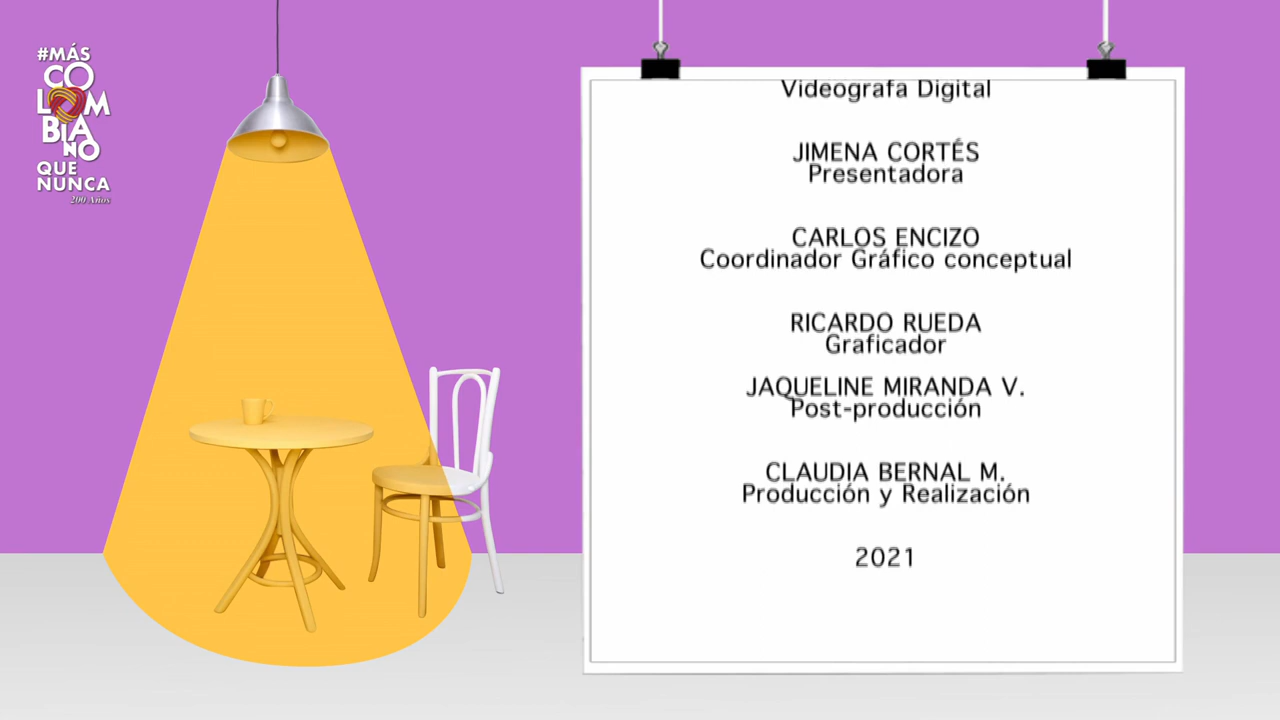 #MÁS
CO
LOM
BIA
NO
QUE
NUNCA
200 Años
Videografa Digital
JIMENA CORTÉS
Presentadora
CARLOS ENCIZO
Coordinador Gráfico conceptual
RICARDO RUEDA
Graficador
JAQUELINE MIRANDA V.
Post-producción
CLAUDIA BERNAL M.
Producción y Realización
2021